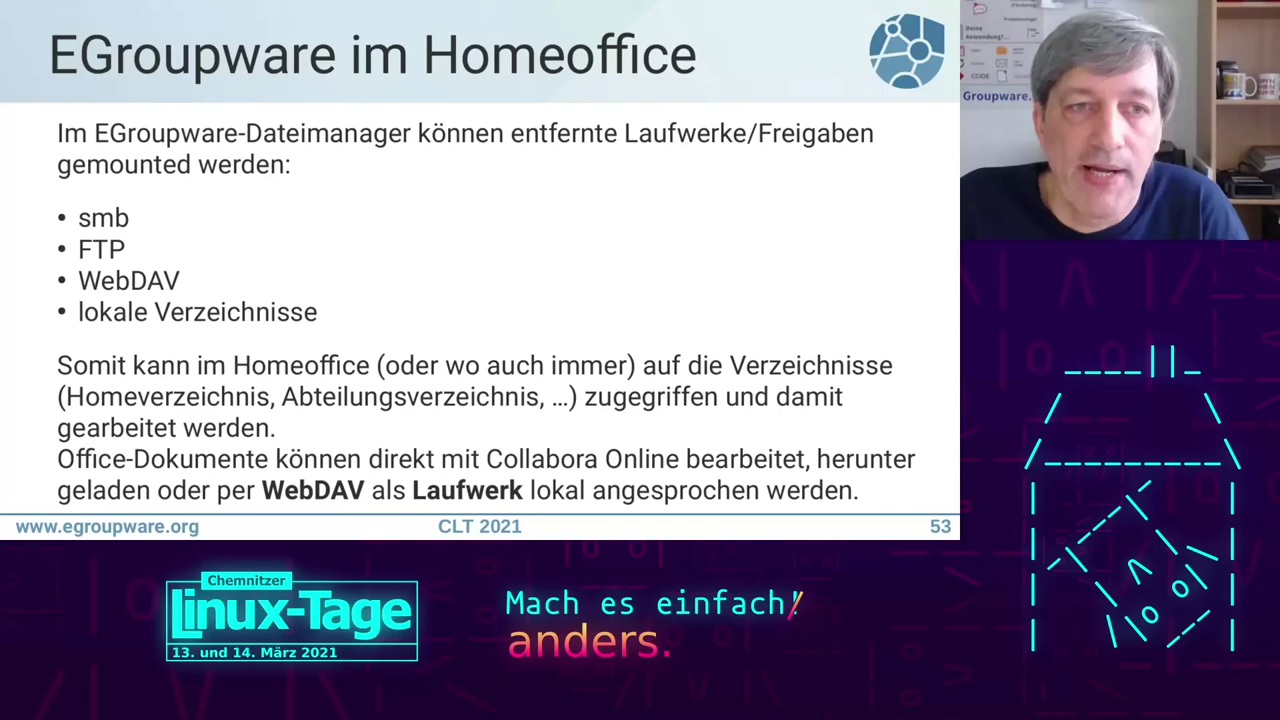 EGroupware im Homeoffice
Im EGroupware-Dateimanager können entfernte Laufwerke/Freigaben
gemounted werden:
• smb
• FTP
• WebDAV
• lokale Verzeichnisse
Somit kann im Homeoffice (oder wo auch immer) auf die Verzeichnisse
(Homeverzeichnis, Abteilungsverzeichnis, ...) zugegriffen und damit
gearbeitet werden.
Office-Dokumente können direkt mit Collabora Online bearbeitet, herunter
geladen oder per WebDAV als Laufwerk lokal angesprochen werden.
www.egroupware.org
CLT 2021
53
Deine
Anwendung!...
CODE
Groupware.
Chemnitzer
Linux-Tage
13. und 14. März 2021
Mach es einfach!
anders.